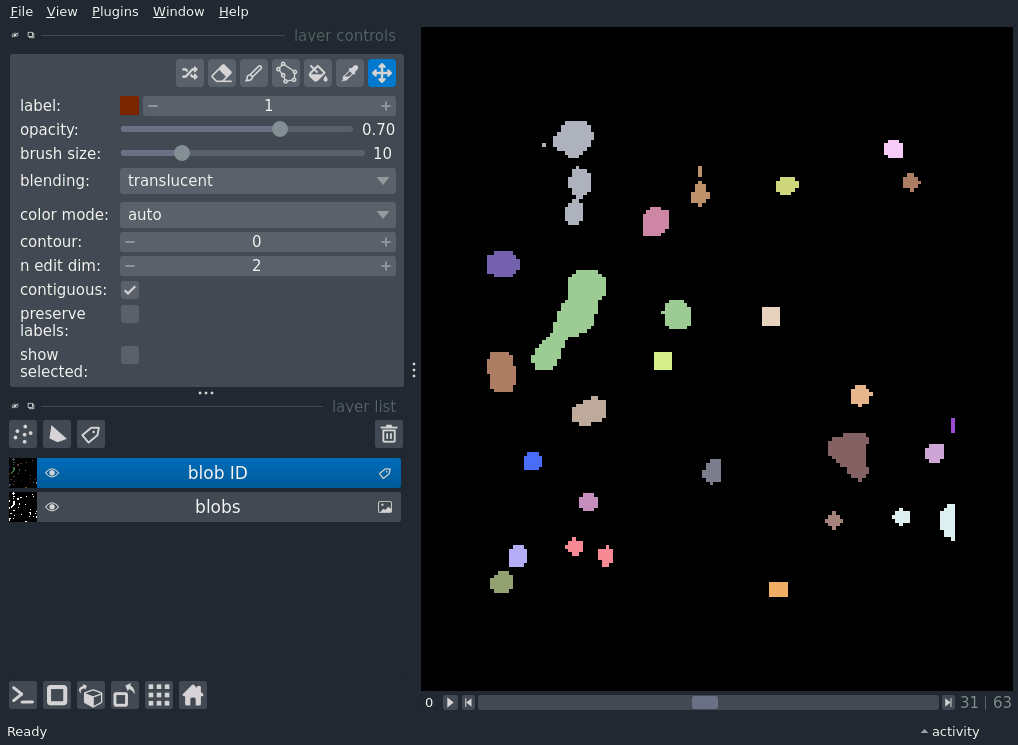 File View Plugins Window Help
layer controls
label: 1
opacity: 0.70
brush size: 10
blending: translucent
color mode: auto
contour: 0
n edit dim: 2
contiguous:
preserve
labels:
show
selected:
layer list
blob ID
blobs
0 31 | 63
Ready activity